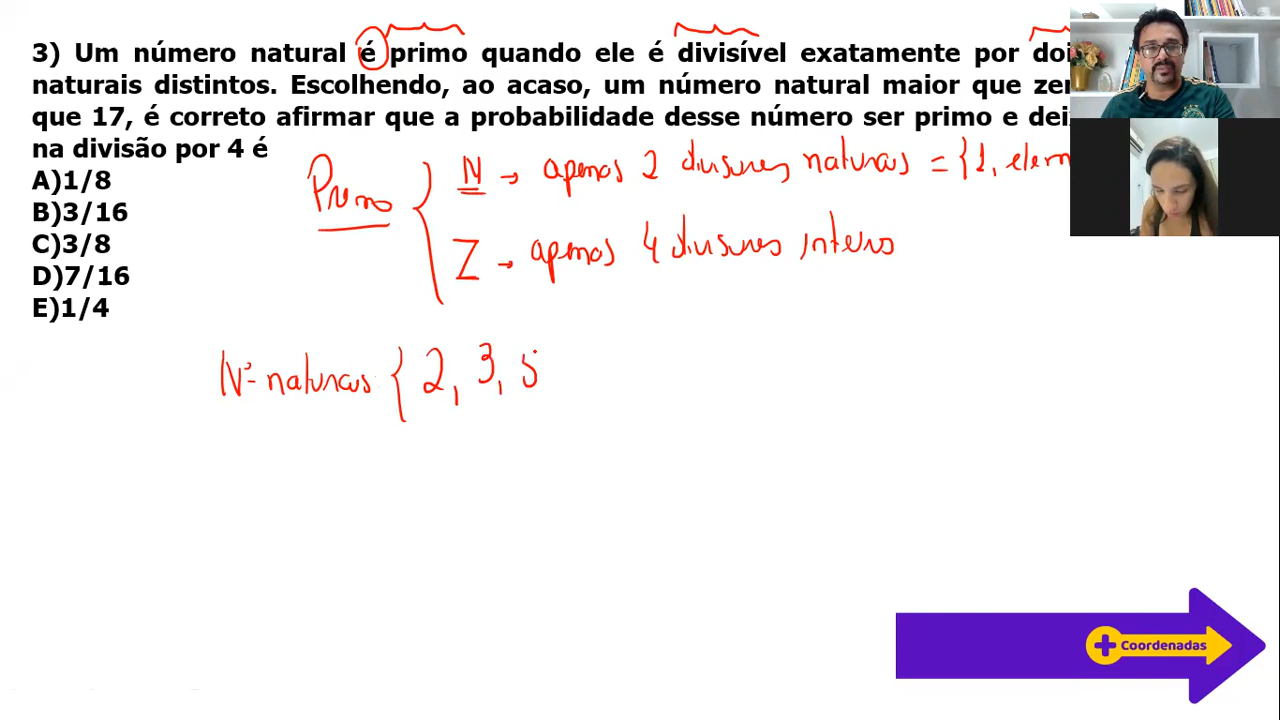 3) Um número natural é primo quando ele é divisível exatamente por doi
naturais distintos. Escolhendo, ao acaso, um número natural maior que zer
que 17, é correto afirmar que a probabilidade desse número ser primo e dei
na divisão por 4 é
A)1/8
B)3/16
C)3/8
D)7/16
E)1/4
Primo { N → apenas 2 divisores naturais = {1, elem
Z → apenas 4 divisores inteiro
Nº naturais { 2, 3, 5
Coordenadas